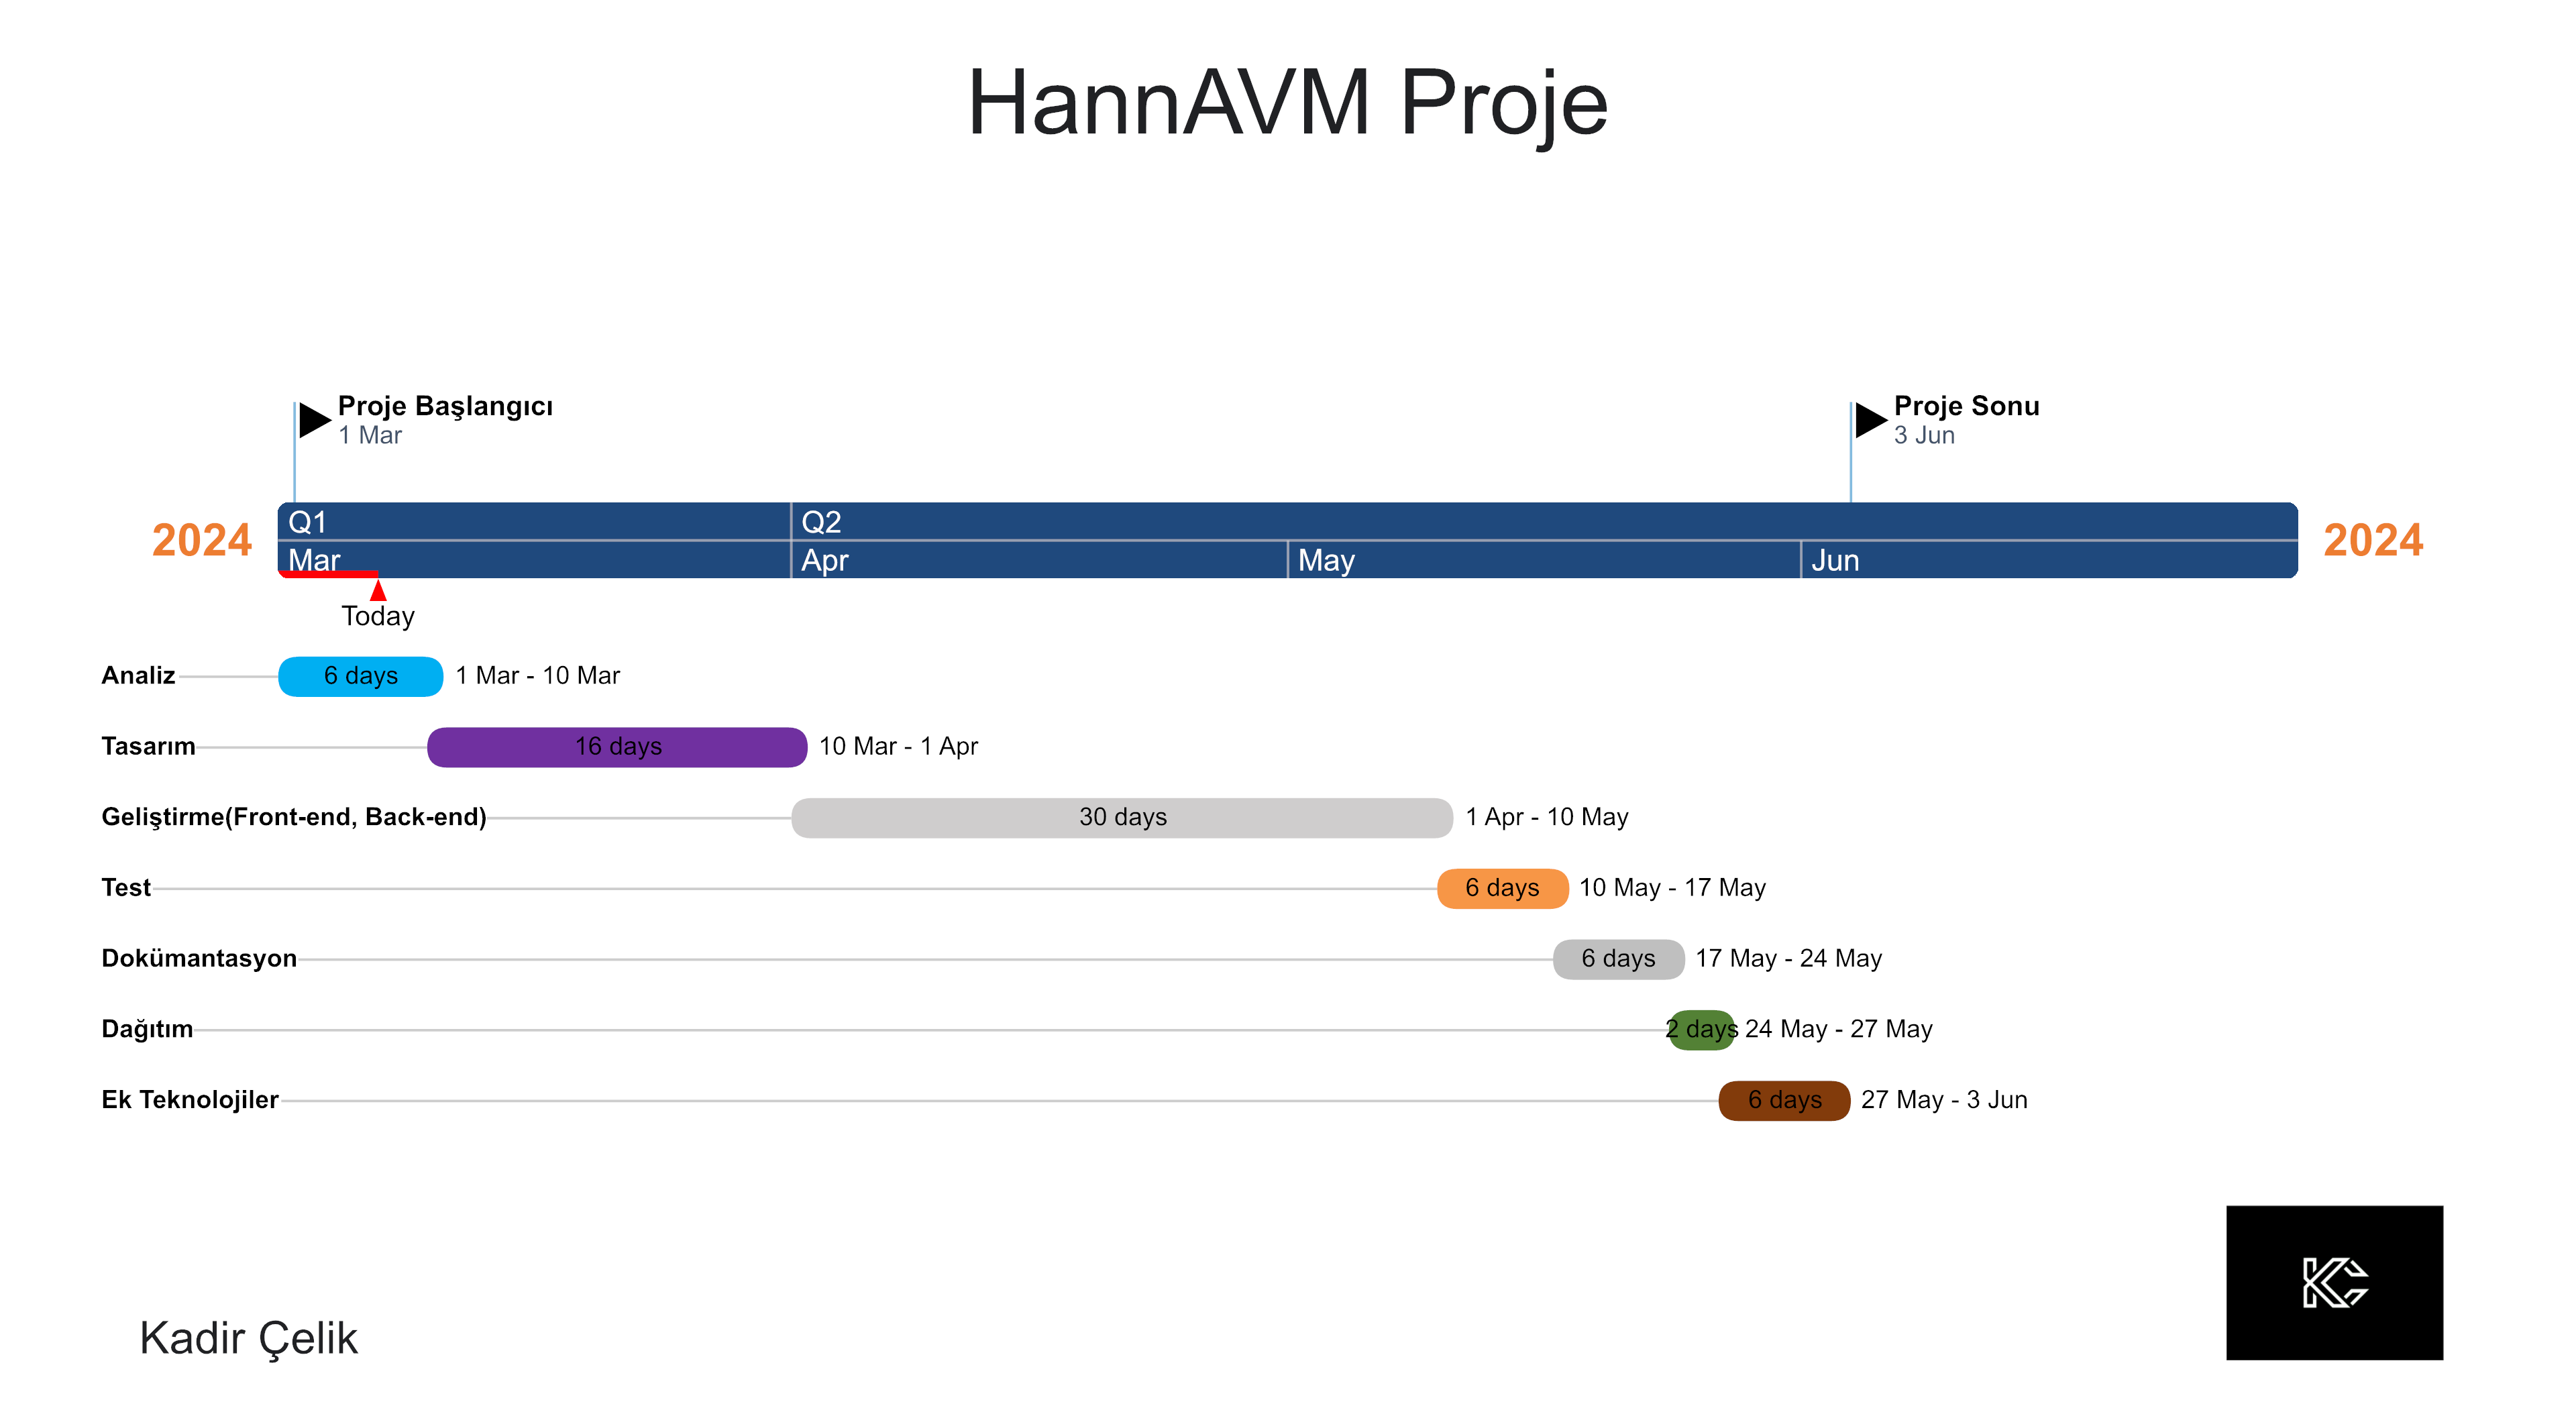 HannAVM Proje
Proje Başlangıcı
1 Mar
Proje Sonu
3 Jun
2024
Q1
Q2
2024
Mar
Apr
May
Jun
Today
Analiz
6 days
1 Mar - 10 Mar
Tasarım
16 days
10 Mar - 1 Apr
Geliştirme(Front-end, Back-end)
30 days
1 Apr - 10 May
Test
6 days
10 May - 17 May
Dokümantasyon
6 days
17 May - 24 May
Dağıtım
2 days
24 May - 27 May
Ek Teknolojiler
6 days
27 May - 3 Jun
KC
Kadir Çelik